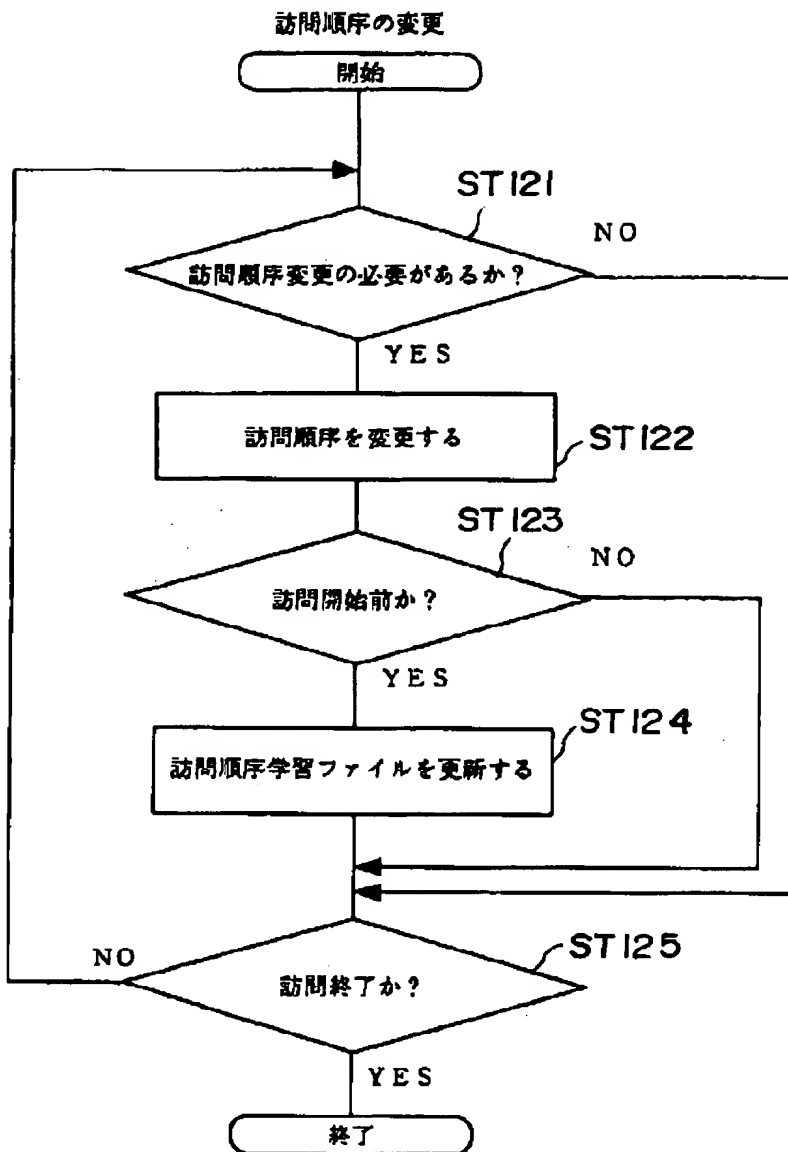 訪問順序の変更
開始
ST121
NO
訪問順序変更の必要があるか？
YES
訪問順序を変更する
ST122
ST123
NO
訪問開始前か？
YES
ST124
訪問順序学習ファイルを更新する
ST125
NO
訪問終了か？
YES
終了